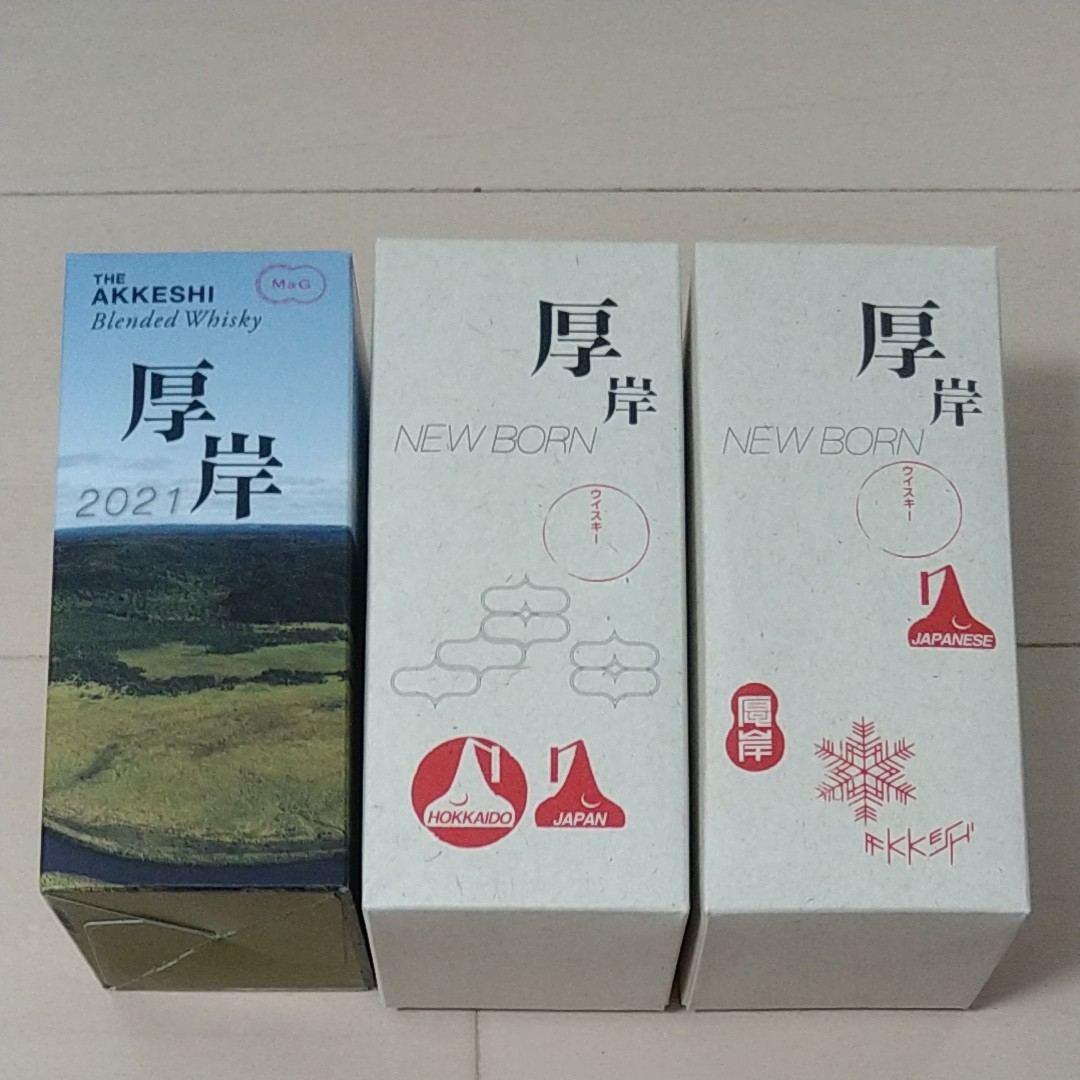 THE
AKKESHI
Blended Whisky
M&G
厚岸
2021
厚岸
NEW BORN
ウイスキー
HOKKAIDO
JAPAN
厚岸
NEW BORN
ウイスキー
JAPANESE
厚岸
AKKESHI